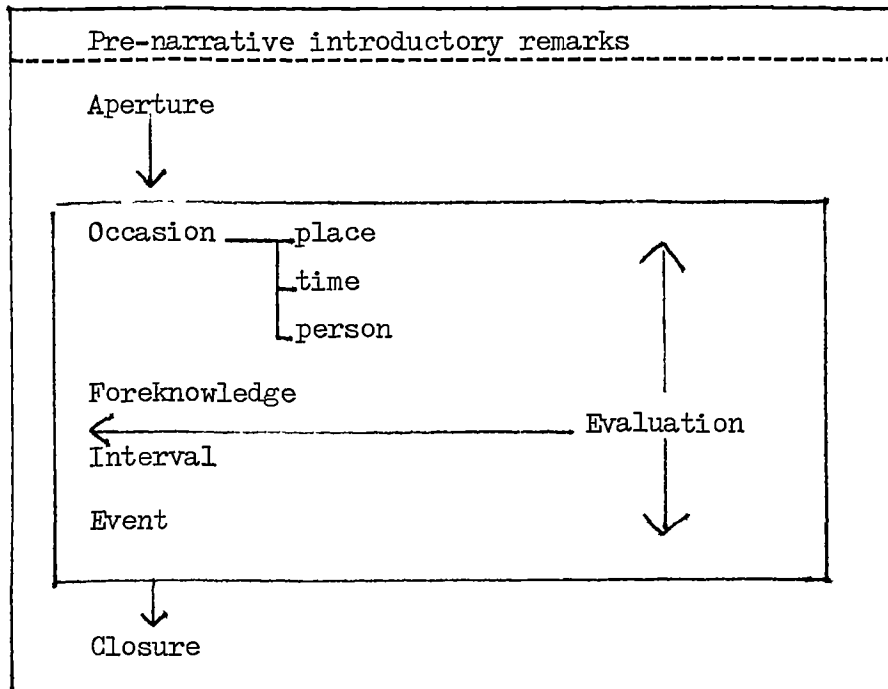 Pre-narrative introductory remarks
Aperture
Occasion place
time
person
Foreknowledge
Evaluation
Interval
Event
Closure